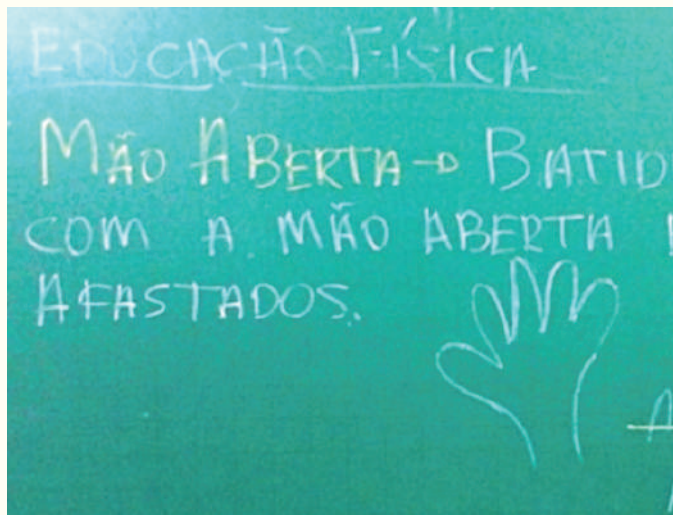 EDUCAÇÃO FÍSICA
MÃO ABERTA → BATID
COM A MÃO ABERTA
AFASTADOS.